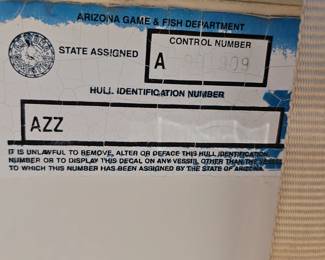 ARIZONA GAME & FISH DEPARTMENT
STATE ASSIGNED
CONTROL NUMBER
A
HULL IDENTIFICATION NUMBER
AZZ
IT IS UNLAWFUL TO REMOVE, ALTER OR DEFACE THIS HULL IDENTIFICATION
NUMBER OR TO DISPLAY THIS DECAL ON ANY VESSEL OTHER THAN THE VESSEL
TO WHICH THIS NUMBER HAS BEEN ASSIGNED BY THE STATE OF ARIZONA.